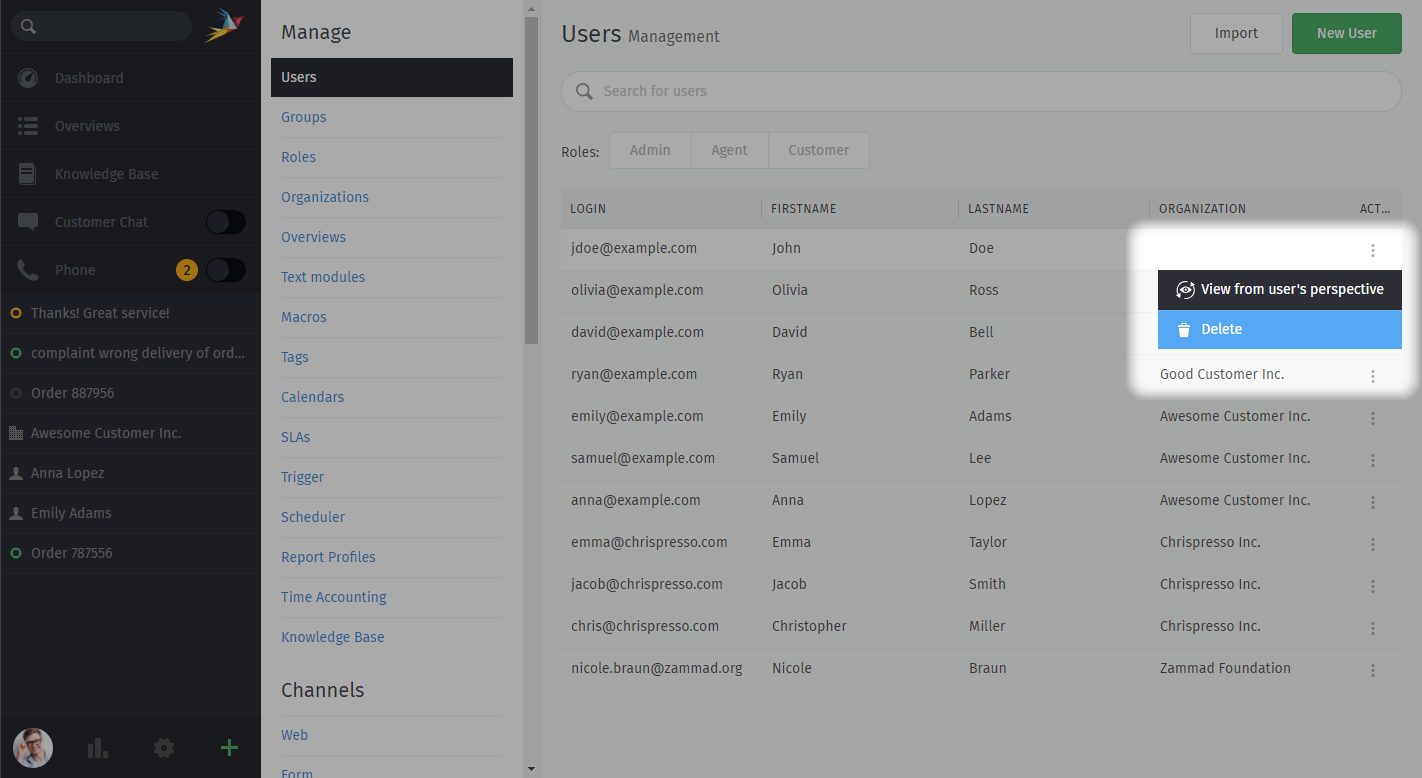 Dashboard
Overviews
Knowledge Base
Customer Chat
Phone 2
Thanks! Great service!
complaint wrong delivery of ord...
Order 887956
Awesome Customer Inc.
Anna Lopez
Emily Adams
Order 787556
Manage
Users
Groups
Roles
Organizations
Overviews
Text modules
Macros
Tags
Calendars
SLAs
Trigger
Scheduler
Report Profiles
Time Accounting
Knowledge Base
Channels
Web
Form
Users Management
Import
New User
Search for users
Roles: Admin Agent Customer
LOGIN FIRSTNAME LASTNAME ORGANIZATION ACT...
jdoe@example.com John Doe
olivia@example.com Olivia Ross
View from user's perspective
david@example.com David Bell
Delete
ryan@example.com Ryan Parker Good Customer Inc.
emily@example.com Emily Adams Awesome Customer Inc.
samuel@example.com Samuel Lee Awesome Customer Inc.
anna@example.com Anna Lopez Awesome Customer Inc.
emma@chrispresso.com Emma Taylor Chrispresso Inc.
jacob@chrispresso.com Jacob Smith Chrispresso Inc.
chris@chrispresso.com Christopher Miller Chrispresso Inc.
nicole.braun@zammad.org Nicole Braun Zammad Foundation